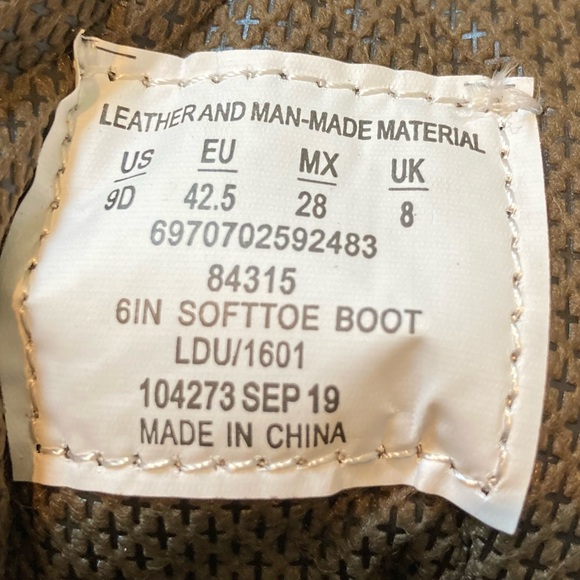 LEATHER AND MAN-MADE MATERIAL
US EU MX UK
9D 42.5 28 8
6970702592483
84315
6IN SOFTTOE BOOT
LDU/1601
104273 SEP 19
MADE IN CHINA